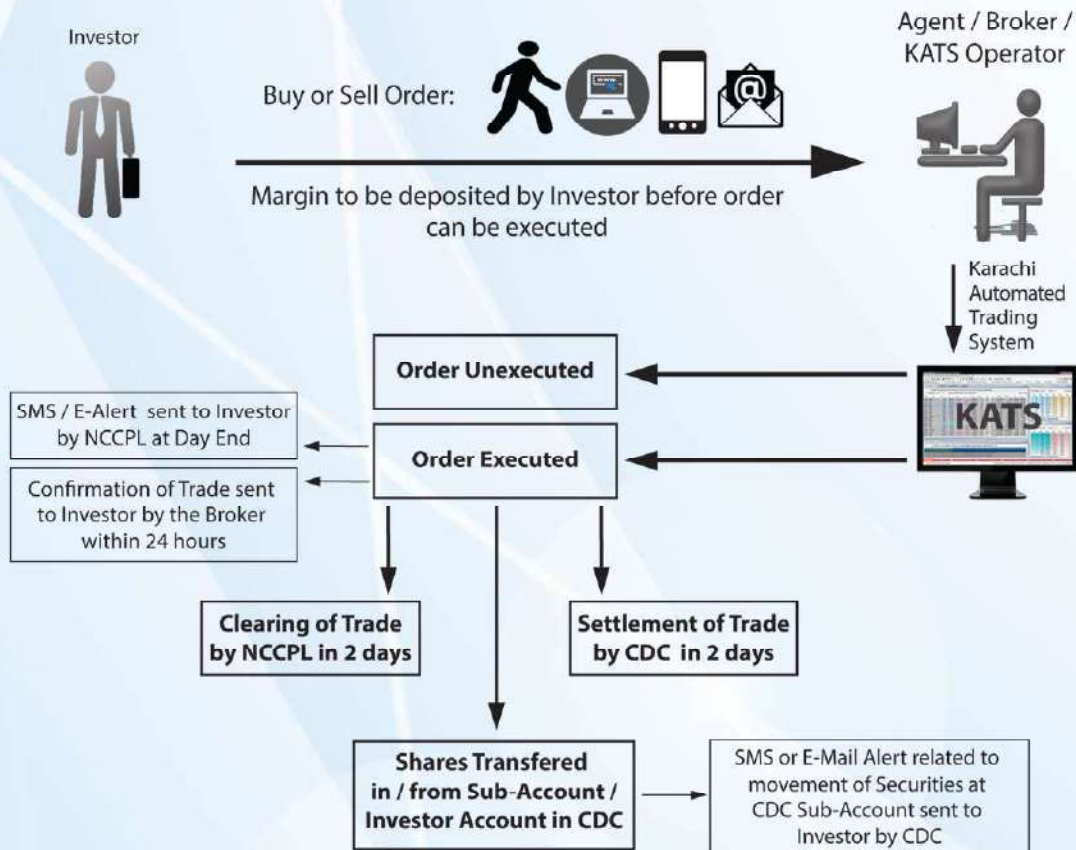 Investor
Agent / Broker /
KATS Operator
Buy or Sell Order:
@
Margin to be deposited by Investor before order
can be executed
Karachi
Automated
Trading
System
Order Unexecuted
KATS
SMS / E-Alert sent to Investor
by NCCPL at Day End
Order Executed
Confirmation of Trade sent
to Investor by the Broker
within 24 hours
Clearing of Trade
by NCCPL in 2 days
Settlement of Trade
by CDC in 2 days
Shares Transfered
in / from Sub-Account /
Investor Account in CDC
SMS or E-Mail Alert related to
movement of Securities at
CDC Sub-Account sent to
Investor by CDC